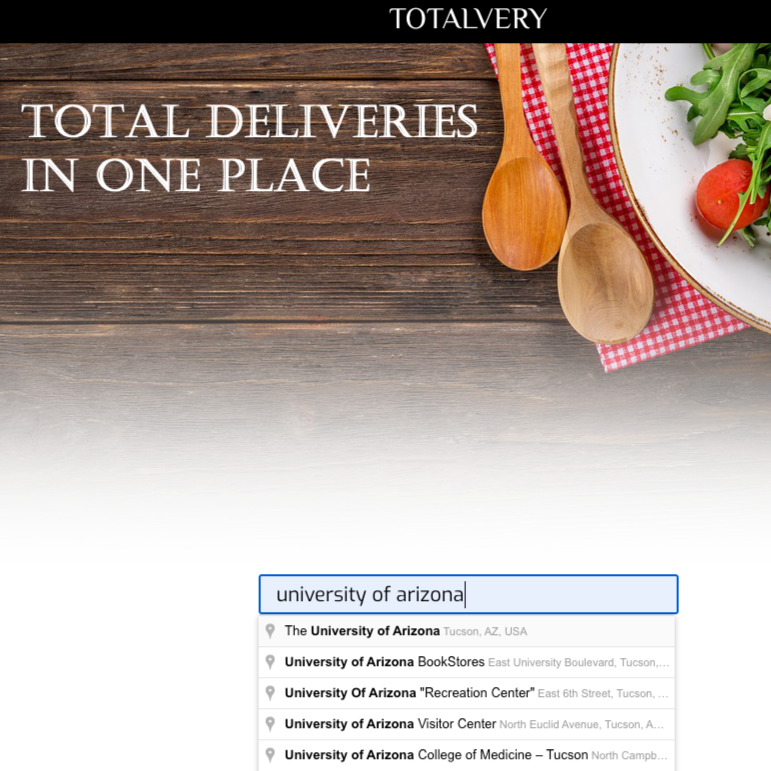 TOTALVERY
TOTAL DELIVERIES
IN ONE PLACE
university of arizona
The University of Arizona Tucson, AZ, USA
University of Arizona BookStores East University Boulevard, Tucson,...
University Of Arizona "Recreation Center" East 6th Street, Tucson, ...
University of Arizona Visitor Center North Euclid Avenue, Tucson, A...
University of Arizona College of Medicine – Tucson North Campb...